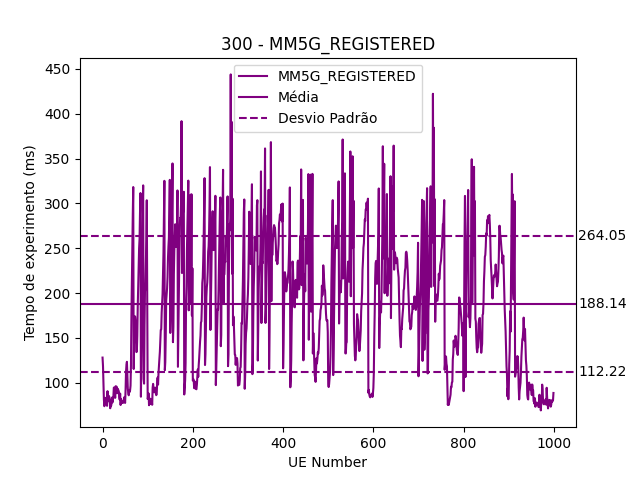 300 - MM5G_REGISTERED
MM5G_REGISTERED
Média
Desvio Padrão
Tempo de experimento (ms)
450
400
350
300
250
200
150
100
264.05
188.14
112.22
0 200 400 600 800 1000
UE Number